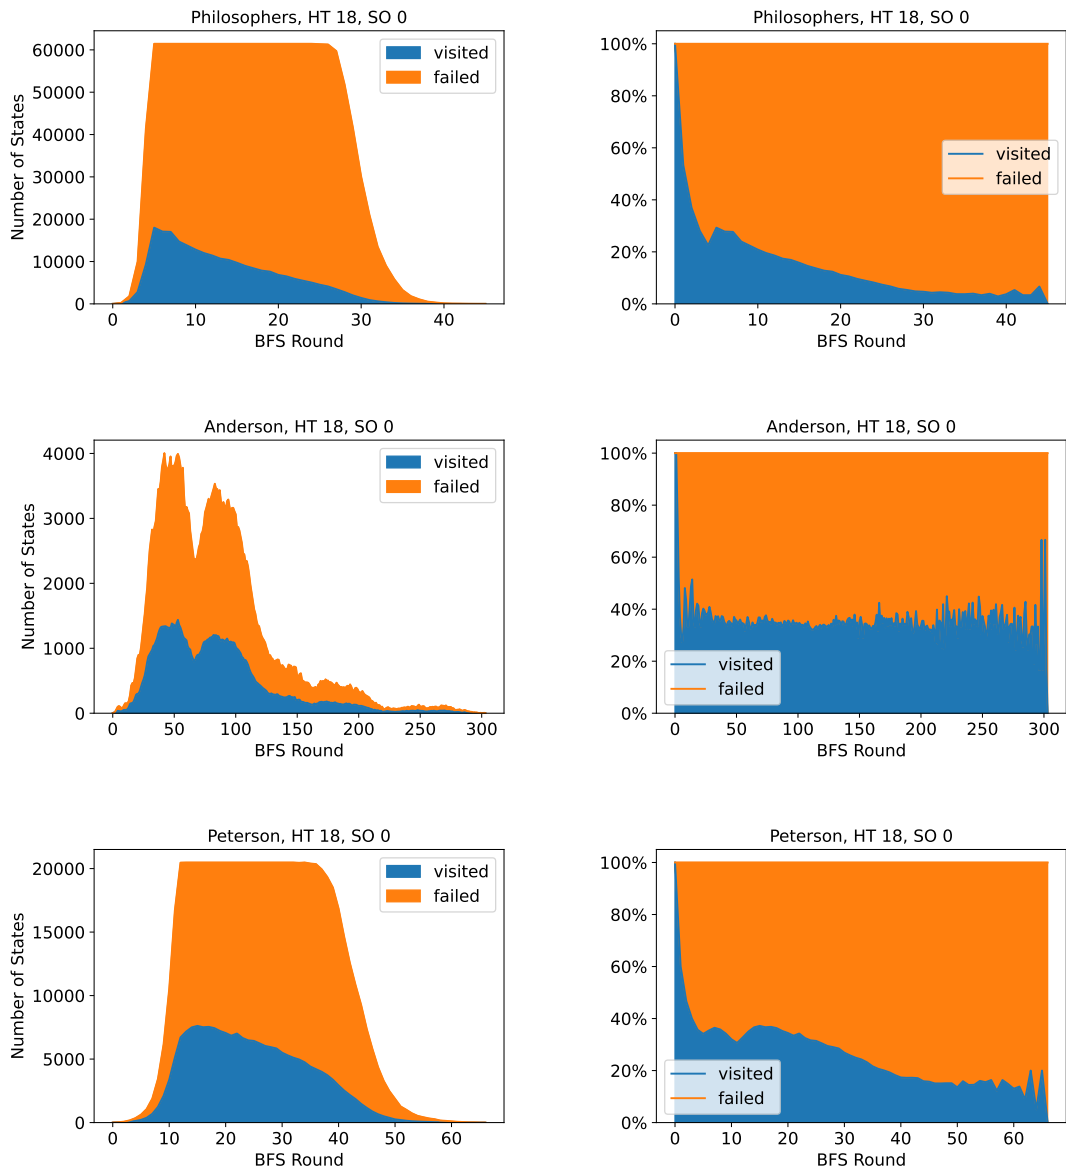 Philosophers, HT 18, SO 0
Number of States
60000
50000
40000
30000
20000
10000
0
visited
failed
0 10 20 30 40
BFS Round
Philosophers, HT 18, SO 0
100%
80%
60%
40%
20%
0%
visited
failed
0 10 20 30 40
BFS Round
Anderson, HT 18, SO 0
Number of States
4000
3000
2000
1000
0
visited
failed
0 50 100 150 200 250 300
BFS Round
Anderson, HT 18, SO 0
100%
80%
60%
40%
20%
0%
visited
failed
0 50 100 150 200 250 300
BFS Round
Peterson, HT 18, SO 0
Number of States
20000
15000
10000
5000
0
visited
failed
0 10 20 30 40 50 60
BFS Round
Peterson, HT 18, SO 0
100%
80%
60%
40%
20%
0%
visited
failed
0 10 20 30 40 50 60
BFS Round